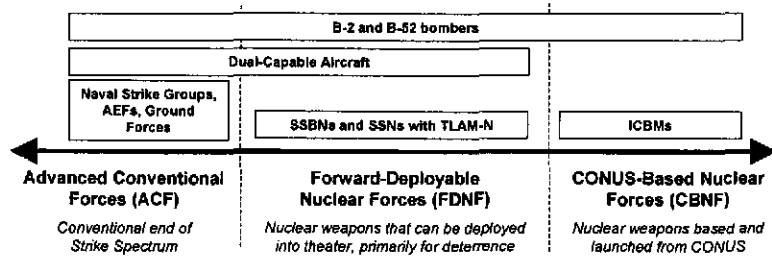 B-2 and B-52 bombers
Dual-Capable Aircraft
Naval Strike Groups,
AEFs, Ground
Forces
SSBNs and SSNs with TLAM-N
ICBMs
Advanced Conventional
Forces (ACF)
Conventional end of
Strike Spectrum
Forward-Deployable
Nuclear Forces (FDNF)
Nuclear weapons that can be deployed
into theater, primarily for deterrence
CONUS-Based Nuclear
Forces (CBNF)
Nuclear weapons based and
launched from CONUS